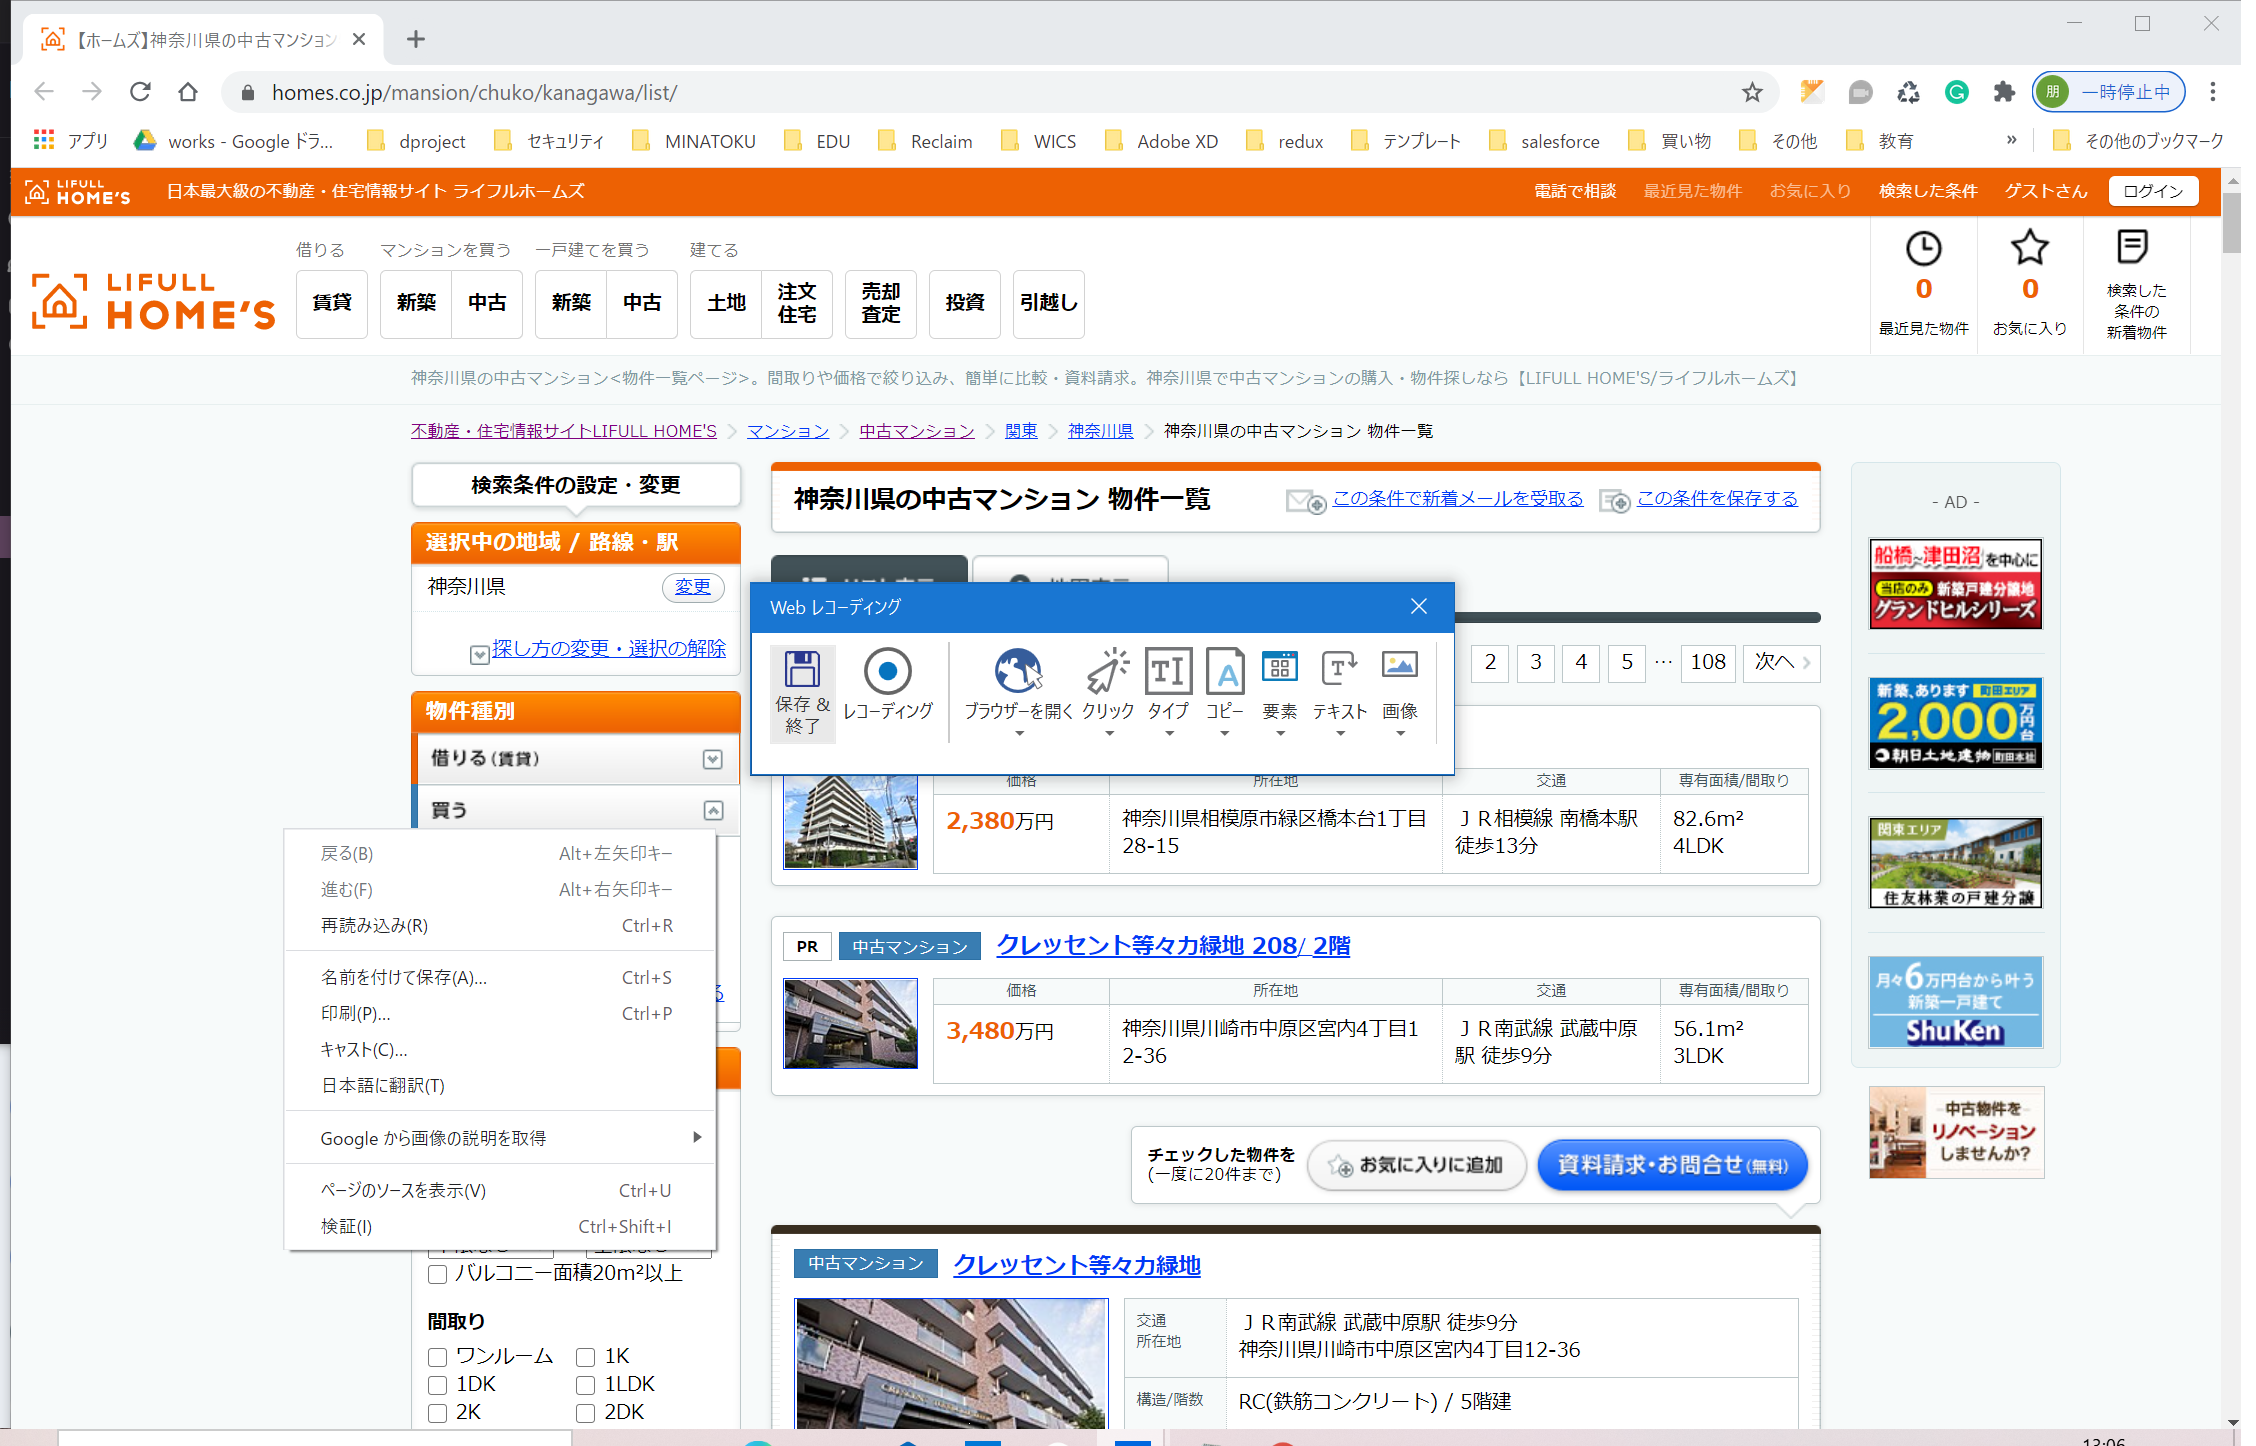 【ホームズ】神奈川県の中古マンション
homes.co.jp/mansion/chuko/kanagawa/list/
朋 一時停止中
アプリ works - Google ドラ... dproject セキュリティ MINATOKU EDU Reclaim WICS Adobe XD redux テンプレート salesforce 買い物 その他 教育 » その他のブックマーク
LIFULL HOME'S 日本最大級の不動産・住宅情報サイト ライフルホームズ 電話で相談 最近見た物件 お気に入り 検索した条件 ゲストさん ログイン
借りる マンションを買う 一戸建てを買う 建てる
LIFULL HOME'S
賃貸 新築 中古 新築 中古 土地 注文住宅 売却査定 投資 引越し
0 最近見た物件
0 お気に入り
検索した
条件の
新着物件
神奈川県の中古マンション<物件一覧ページ>。間取りや価格で絞り込み、簡単に比較・資料請求。神奈川県で中古マンションの購入・物件探しなら【LIFULL HOME'S/ライフルホームズ】
不動産・住宅情報サイトLIFULL HOME'S マンション 中古マンション 関東 神奈川県 神奈川県の中古マンション 物件一覧
検索条件の設定・変更
選択中の地域 / 路線・駅
神奈川県 変更
探し方の変更・選択の解除
物件種別
借りる(賃貸)
買う
戻る(B) Alt+左矢印キー
進む(F) Alt+右矢印キー
再読み込み(R) Ctrl+R
名前を付けて保存(A)... Ctrl+S
印刷(P)... Ctrl+P
キャスト(C)...
日本語に翻訳(T)
Google から画像の説明を取得
ページのソースを表示(V) Ctrl+U
検証(I) Ctrl+Shift+I
バルコニー面積20m²以上
間取り
ワンルーム 1K
1DK 1LDK
2K 2DK
神奈川県の中古マンション 物件一覧 この条件で新着メールを受取る この条件を保存する
Web レコーディング
保存 & 終了 レコーディング ブラウザーを開く クリック タイプ コピー 要素 テキスト 画像
2 3 4 5 … 108 次へ
価格 所在地 交通 専有面積/間取り
2,380万円 神奈川県相模原市緑区橋本台1丁目28-15 ＪＲ相模線 南橋本駅 徒歩13分 82.6m² 4LDK
PR 中古マンション クレッセント等々力緑地 208/ 2階
価格 所在地 交通 専有面積/間取り
3,480万円 神奈川県川崎市中原区宮内4丁目12-36 ＪＲ南武線 武蔵中原駅 徒歩9分 56.1m² 3LDK
チェックした物件を
(一度に20件まで)
お気に入りに追加 資料請求・お問合せ(無料)
中古マンション クレッセント等々力緑地
交通 ＪＲ南武線 武蔵中原駅 徒歩9分
所在地 神奈川県川崎市中原区宮内4丁目12-36
構造/階数 RC(鉄筋コンクリート) / 5階建
- AD -
船橋~津田沼を中心に
当店のみ 新築戸建分譲地
グランドヒルシリーズ
新築、あります 町田エリア
2,000万円台
朝日土地建物 町田本社
関東エリア
住友林業の戸建分譲
月々6万円台から叶う
新築一戸建て
ShuKen
中古物件を
リノベーション
しませんか?